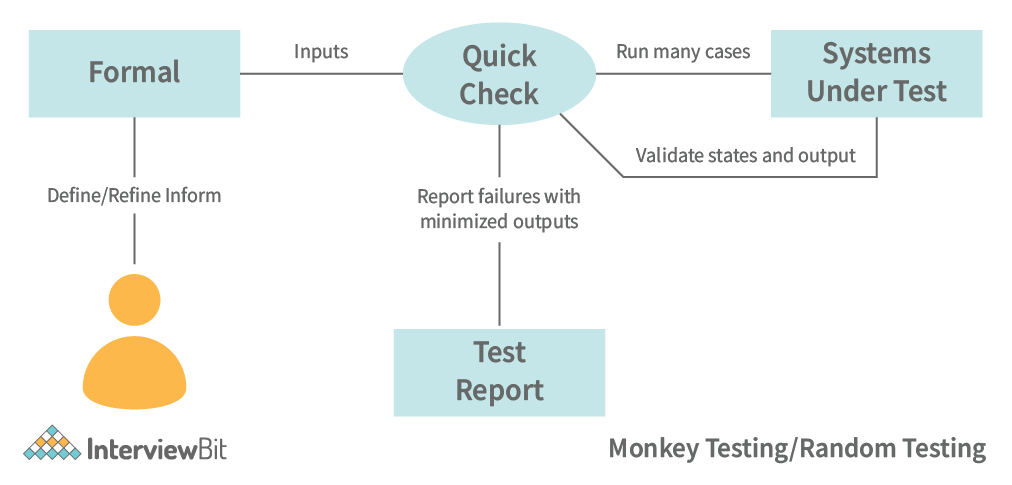 Formal
Inputs
Quick
Check
Run many cases
Systems
Under Test
Validate states and output
Define/Refine Inform
Report failures with
minimized outputs
Test
Report
InterviewBit
Monkey Testing/Random Testing